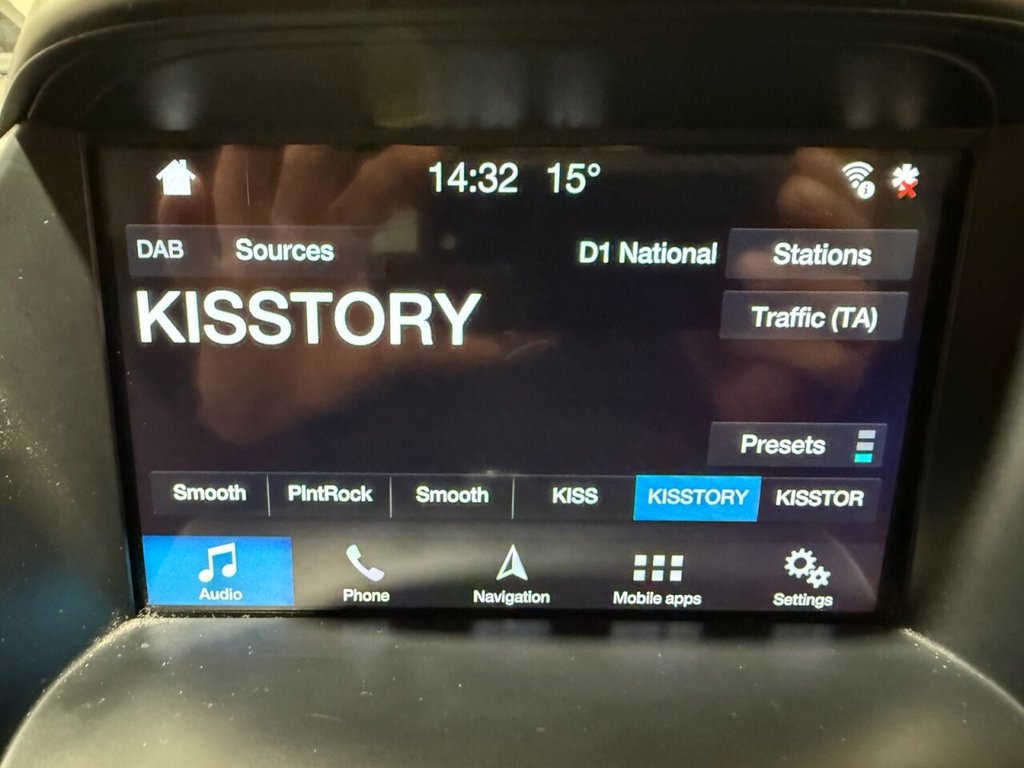 14:32 15°
DAB Sources D1 National Stations
KISSTORY Traffic (TA)
Presets
Smooth PlntRock Smooth KISS KISSTORY KISSTOR
Audio Phone Navigation Mobile apps Settings